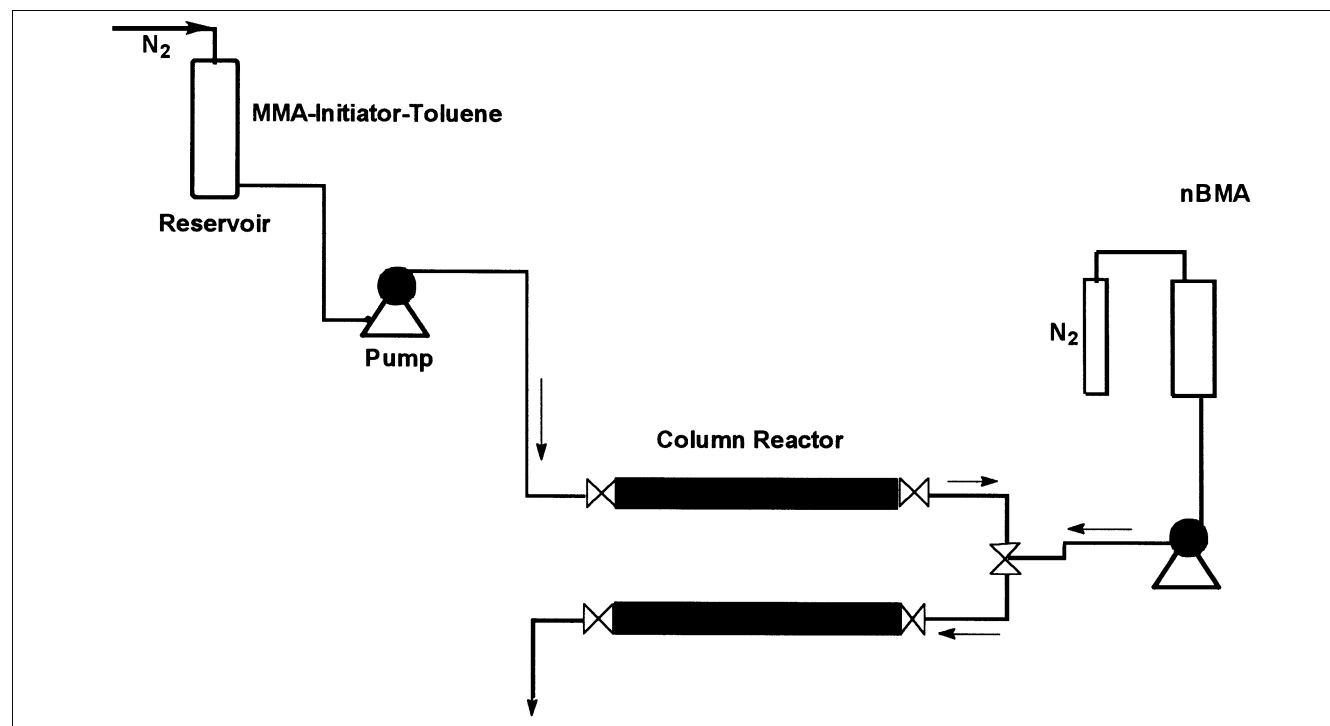 N2
MMA-Initiator-Toluene
Reservoir
nBMA
Pump
N2
Column Reactor